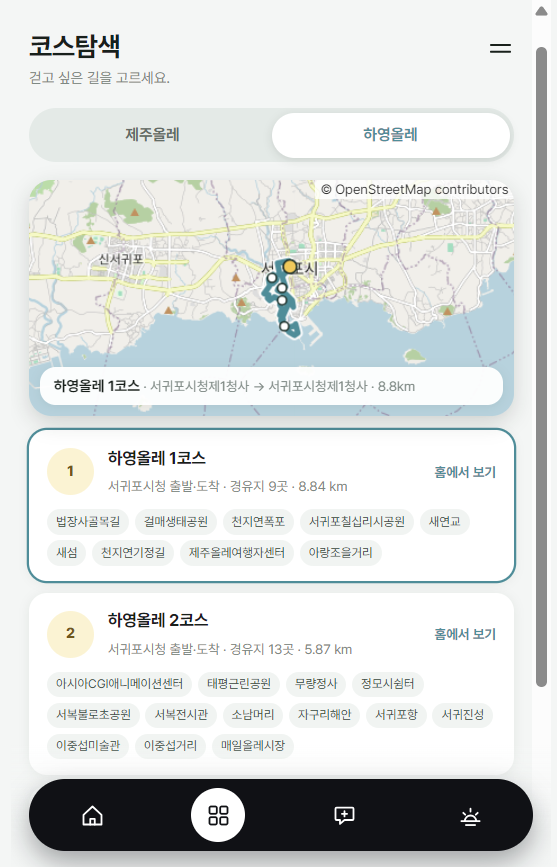 코스탐색
걷고 싶은 길을 고르세요.
제주올레 하영올레
© OpenStreetMap contributors
신서귀포
하영올레 1코스 · 서귀포시청제1청사 → 서귀포시청제1청사 · 8.8km
1
하영올레 1코스
서귀포시청 출발·도착 · 경유지 9곳 · 8.84 km
홈에서 보기
법장사골목길 걸매생태공원 천지연폭포 서귀포칠십리시공원 새연교
새섬 천지연기정길 제주올레여행자센터 아랑조을거리
2
하영올레 2코스
서귀포시청 출발·도착 · 경유지 13곳 · 5.87 km
홈에서 보기
아시아CGI애니메이션센터 태평근린공원 무량정사 정모시쉼터
서복불로초공원 서복전시관 소남머리 자구리해안 서귀포항 서귀진성
이중섭미술관 이중섭거리 매일올레시장